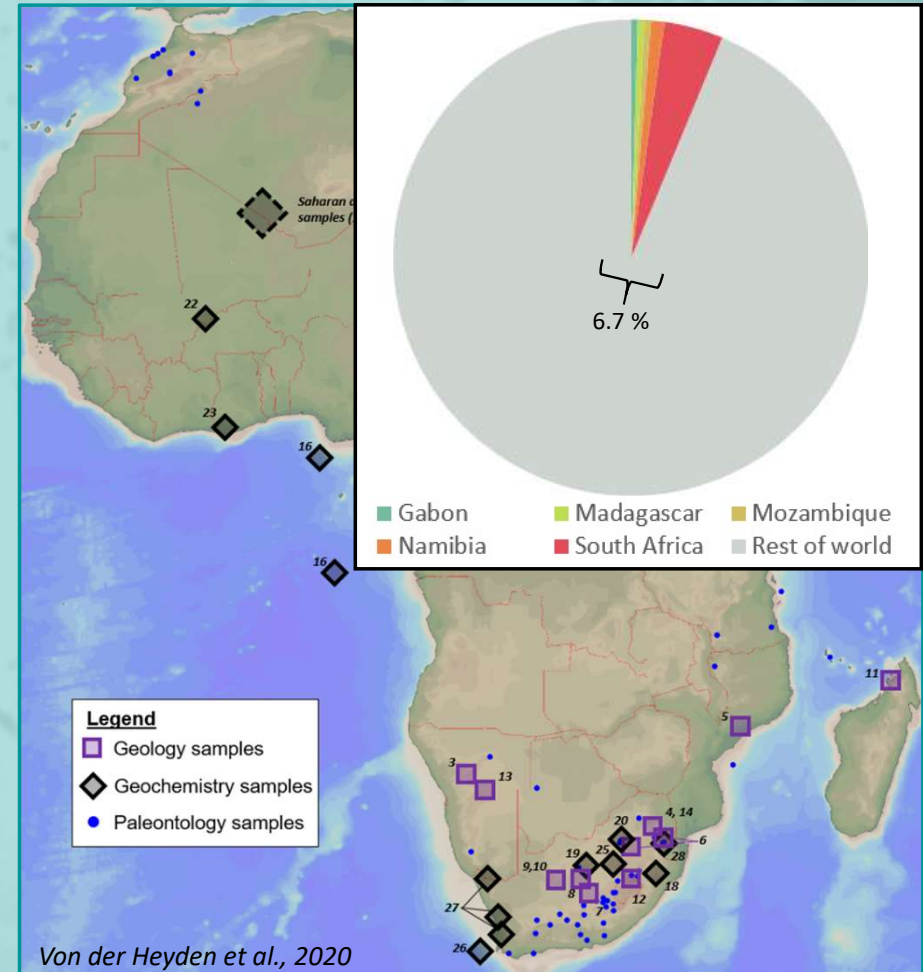 6.7 %
Gabon
Madagascar
Mozambique
Namibia
South Africa
Rest of world
Saharan
samples
22
23
16
16
11
5
3
13
4, 14
20
6
9,10
19
25
28
18
8
12
7
27
26
Legend
Geology samples
Geochemistry samples
Paleontology samples
Von der Heyden et al., 2020